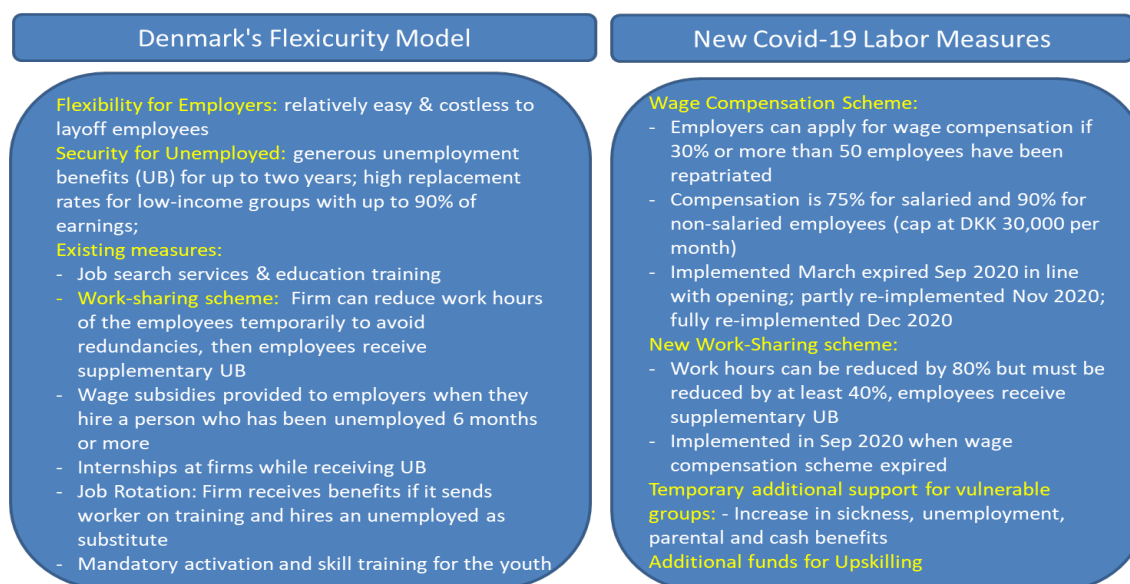 Denmark's Flexicurity Model
Flexibility for Employers: relatively easy & costless to
layoff employees
Security for Unemployed: generous unemployment
benefits (UB) for up to two years; high replacement
rates for low-income groups with up to 90% of
earnings;
Existing measures:
- Job search services & education training
- Work-sharing scheme: Firm can reduce work hours
of the employees temporarily to avoid
redundancies, then employees receive
supplementary UB
- Wage subsidies provided to employers when they
hire a person who has been unemployed 6 months
or more
- Internships at firms while receiving UB
- Job Rotation: Firm receives benefits if it sends
worker on training and hires an unemployed as
substitute
- Mandatory activation and skill training for the youth
New Covid-19 Labor Measures
Wage Compensation Scheme:
- Employers can apply for wage compensation if
30% or more than 50 employees have been
repatriated
- Compensation is 75% for salaried and 90% for
non-salaried employees (cap at DKK 30,000 per
month)
- Implemented March expired Sep 2020 in line
with opening; partly re-implemented Nov 2020;
fully re-implemented Dec 2020
New Work-Sharing scheme:
- Work hours can be reduced by 80% but must be
reduced by at least 40%, employees receive
supplementary UB
- Implemented in Sep 2020 when wage
compensation scheme expired
Temporary additional support for vulnerable
groups: - Increase in sickness, unemployment,
parental and cash benefits
Additional funds for Upskilling